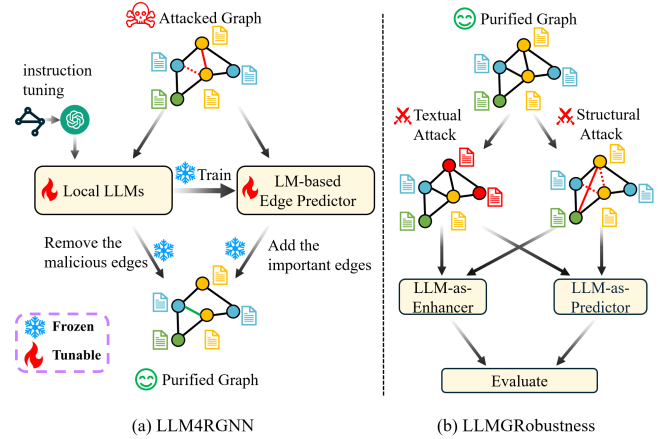 Attacked Graph
instruction
tuning
Local LLMs
Train
LM-based
Edge Predictor
Remove the
malicious edges
Add the
important edges
Frozen
Tunable
Purified Graph
(a) LLM4RGNN
Purified Graph
Textual
Attack
Structural
Attack
LLM-as-
Enhancer
LLM-as-
Predictor
Evaluate
(b) LLMGRobustness